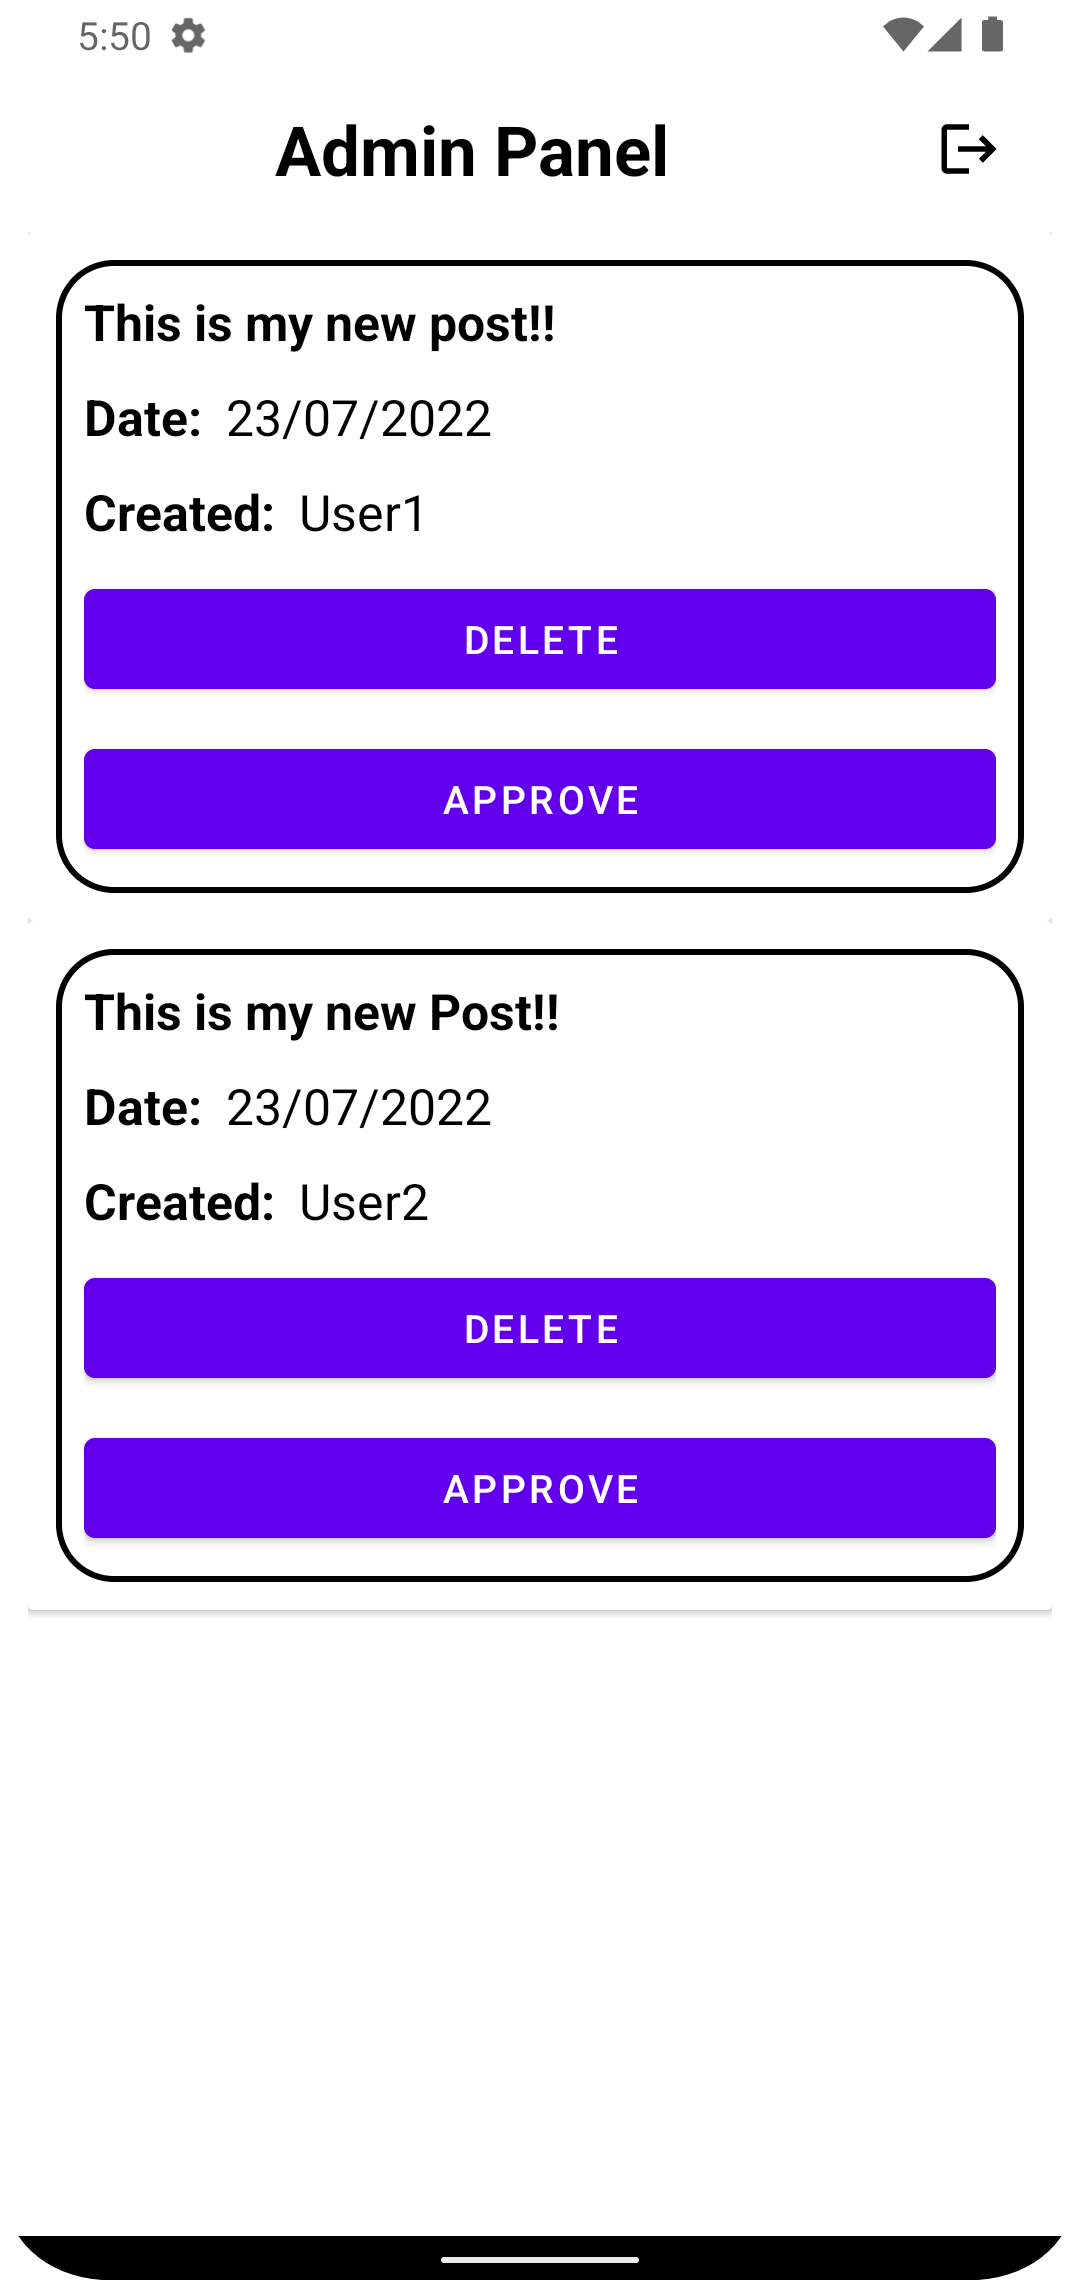 5:50
Admin Panel
This is my new post!!
Date: 23/07/2022
Created: User1
DELETE
APPROVE
This is my new Post!!
Date: 23/07/2022
Created: User2
DELETE
APPROVE